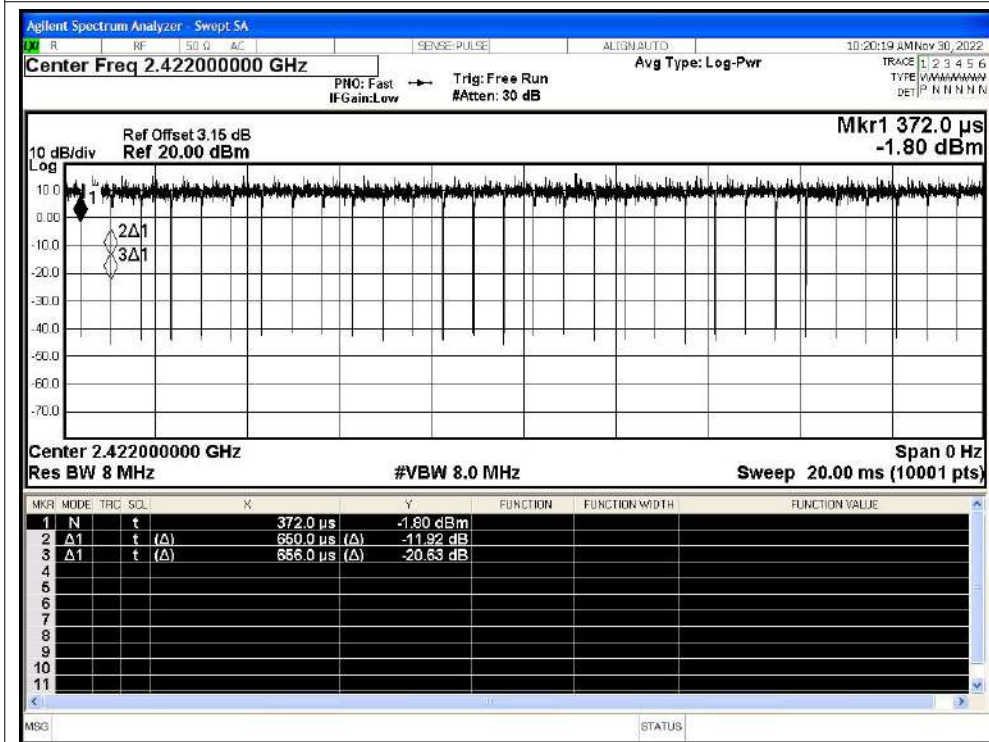 Agilent Spectrum Analyzer - Swept SA
LXI R RF 50 Ω AC SENSE:PULSE ALIGN AUTO 10:20:19 AM Nov 30, 2022
Center Freq 2.422000000 GHz Avg Type: Log-Pwr TRACE 1 2 3 4 5 6
PNO: Fast Trig: Free Run TYPE
IFGain:Low #Atten: 30 dB DET P N N N N N
Mkr1 372.0 µs
Ref Offset 3.15 dB
10 dB/div Ref 20.00 dBm -1.80 dBm
Log
10.0
1
0.00
2Δ1
-10.0
3Δ1
-20.0
-30.0
-40.0
-50.0
-60.0
-70.0
Center 2.422000000 GHz Span 0 Hz
Res BW 8 MHz #VBW 8.0 MHz Sweep 20.00 ms (10001 pts)
MKR MODE TRC SCL X Y FUNCTION FUNCTION WIDTH FUNCTION VALUE
1 N t 372.0 µs -1.80 dBm
2 Δ1 t (Δ) 650.0 µs (Δ) -11.92 dB
3 Δ1 t (Δ) 656.0 µs (Δ) -20.63 dB
4
5
6
7
8
9
10
11
MSG STATUS